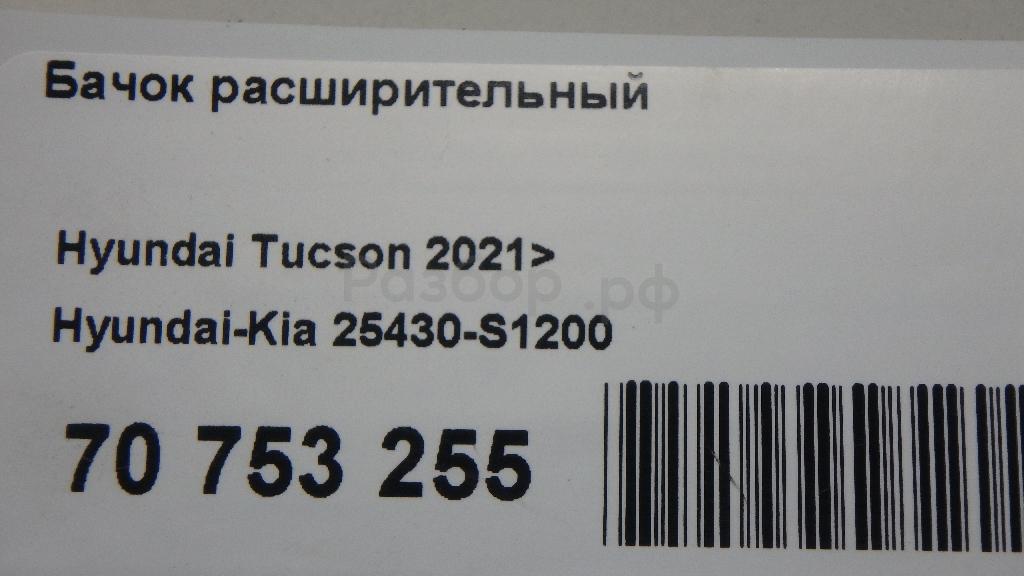 Бачок расширительный
Hyundai Tucson 2021>
Разбор.рф
Hyundai-Kia 25430-S1200
70 753 255